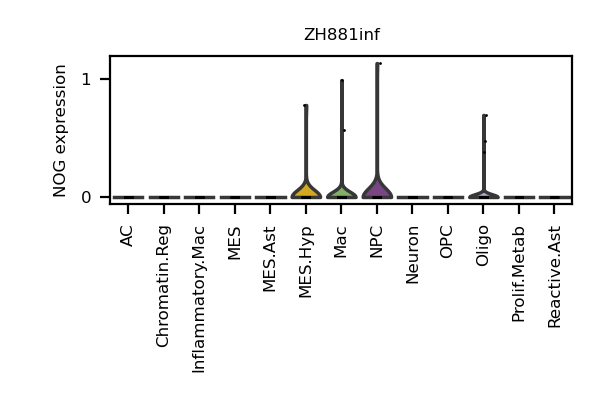 ZH881inf
NOG expression
1
0
AC
Chromatin.Reg
Inflammatory.Mac
MES
MES.Ast
MES.Hyp
Mac
NPC
Neuron
OPC
Oligo
Prolif.Metab
Reactive.Ast